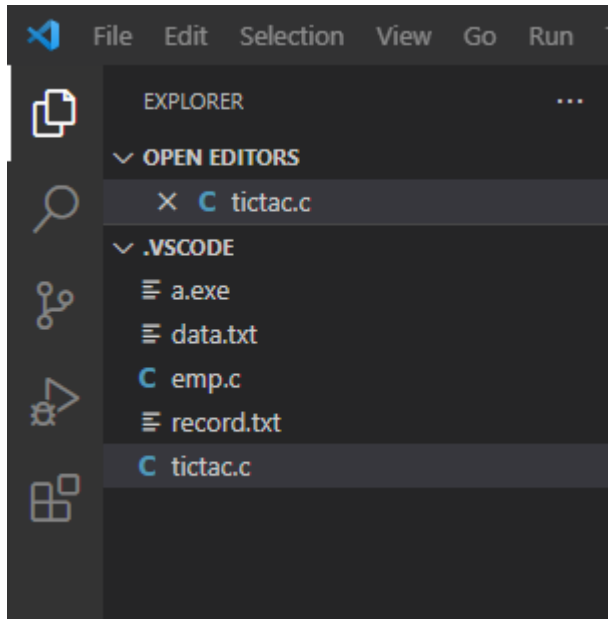 File Edit Selection View Go Run
EXPLORER ...
OPEN EDITORS
C tictac.c
.VSCODE
a.exe
data.txt
C emp.c
record.txt
C tictac.c